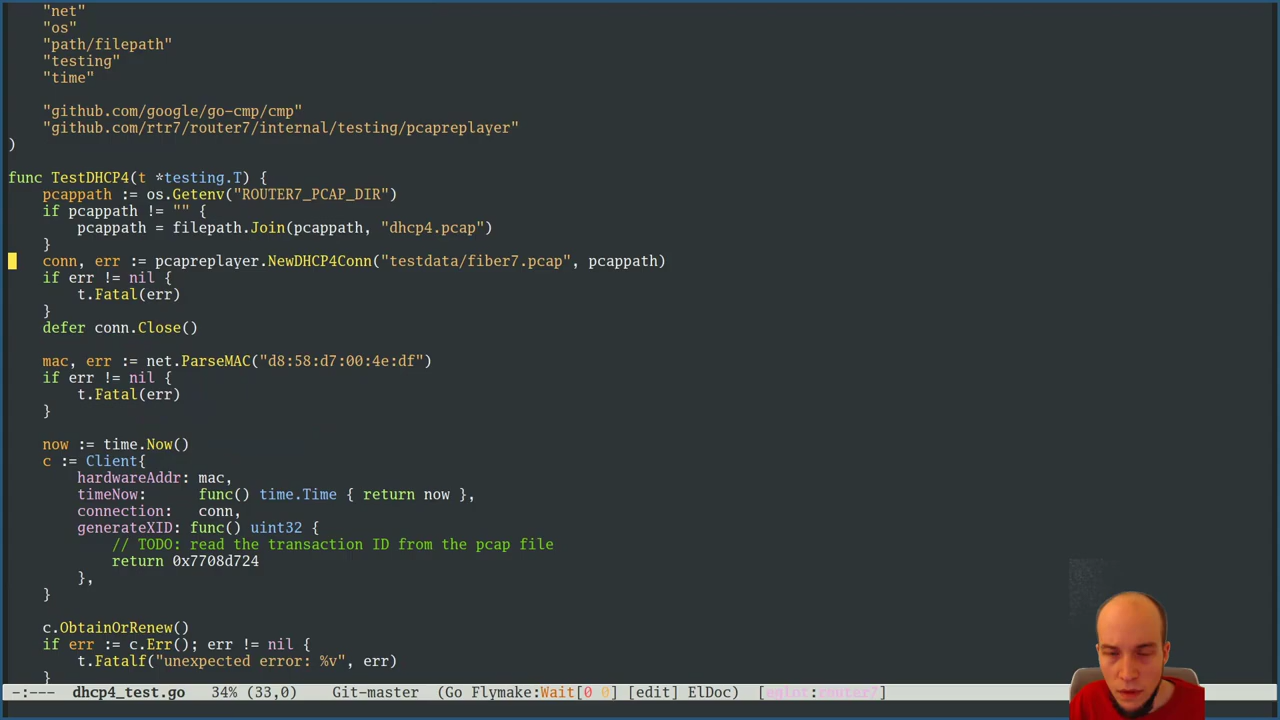 "net"
"os"
"path/filepath"
"testing"
"time"
"github.com/google/go-cmp/cmp"
"github.com/rtr7/router7/internal/testing/pcapreplayer"
)
func TestDHCP4(t *testing.T) {
pcappath := os.Getenv("ROUTER7_PCAP_DIR")
if pcappath != "" {
pcappath = filepath.Join(pcappath, "dhcp4.pcap")
}
conn, err := pcapreplayer.NewDHCP4Conn("testdata/fiber7.pcap", pcappath)
if err != nil {
t.Fatal(err)
}
defer conn.Close()
mac, err := net.ParseMAC("d8:58:d7:00:4e:df")
if err != nil {
t.Fatal(err)
}
now := time.Now()
c := Client{
hardwareAddr: mac,
timeNow: func() time.Time { return now },
connection: conn,
generateXID: func() uint32 {
// TODO: read the transaction ID from the pcap file
return 0x7708d724
},
}
c.ObtainOrRenew()
if err := c.Err(); err != nil {
t.Fatalf("unexpected error: %v", err)
}
-:--- dhcp4_test.go 34% (33,0) Git-master (Go Flymake:Wait[0 0] [edit] ElDoc) [eglot:router7]